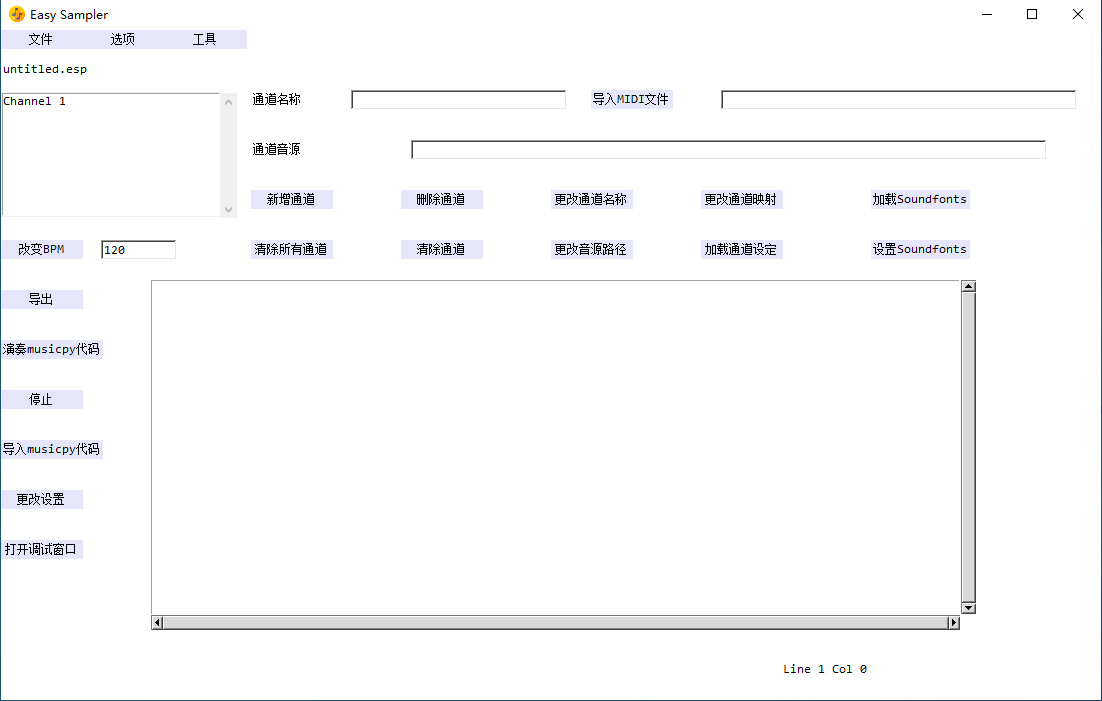 Easy Sampler
文件 选项 工具
untitled.esp
Channel 1
通道名称 导入MIDI文件
通道音源
新增通道 删除通道 更改通道名称 更改通道映射 加载Soundfonts
改变BPM 120 清除所有通道 清除通道 更改音源路径 加载通道设定 设置Soundfonts
导出
演奏musicpy代码
停止
导入musicpy代码
更改设置
打开调试窗口
Line 1 Col 0